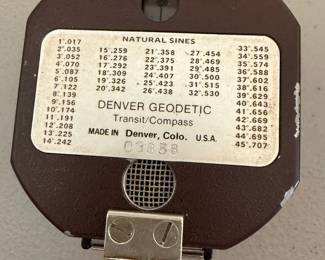 NATURAL SINES
1°.017
2°.035 15°.259 21°.358 27°.454 33°.545
3°.052 16°.276 22°.375 28°.469 34°.559
4°.070 17°.292 23°.391 29°.485 35°.574
5°.087 18°.309 24°.407 30°.500 36°.588
6°.105 19°.326 25°.423 31°.515 37°.602
7°.122 20°.342 26°.438 32°.530 38°.616
8°.139 39°.629
9°.156 40°.643
10°.174 41°.656
11°.191 42°.669
12°.208 43°.682
13°.225 44°.695
14°.242 45°.707
DENVER GEODETIC
Transit/Compass
MADE IN Denver, Colo. U.S.A.